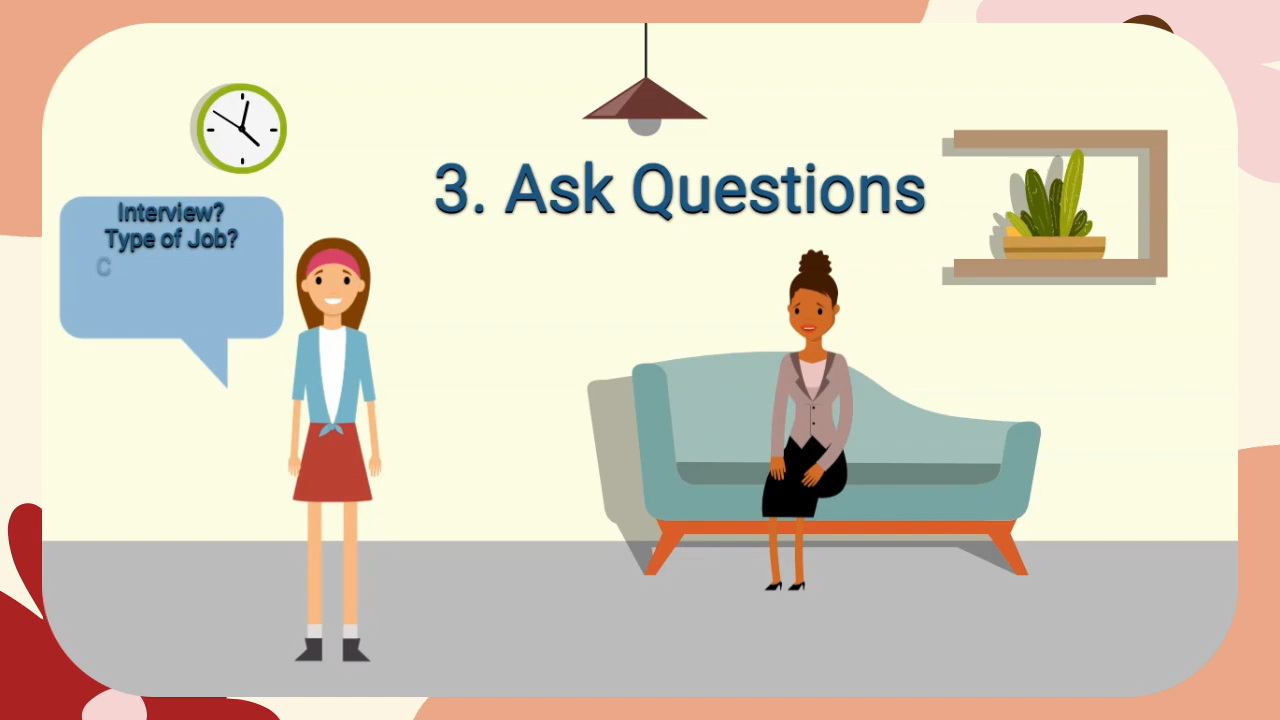 3. Ask Questions
Interview?
Type of Job?
C